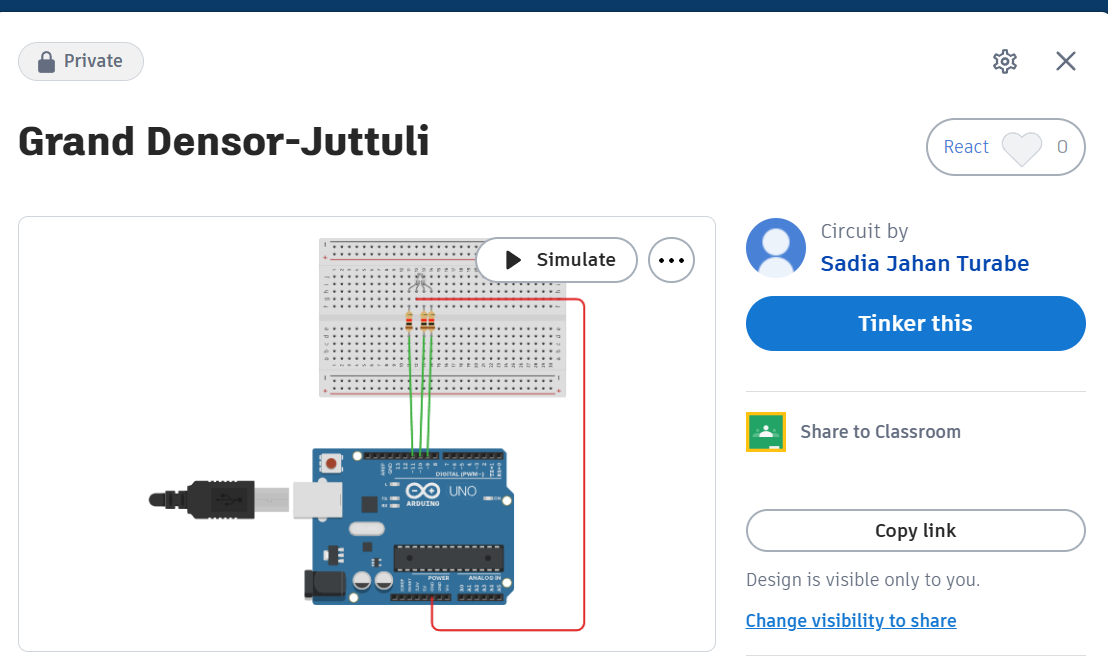 Private
Grand Densor-Juttuli
React 0
Simulate
Circuit by
Sadia Jahan Turabe
Tinker this
Share to Classroom
Copy link
Design is visible only to you.
Change visibility to share
DIGITAL (PWM~)
UNO
ARDUINO
POWER
ANALOG IN